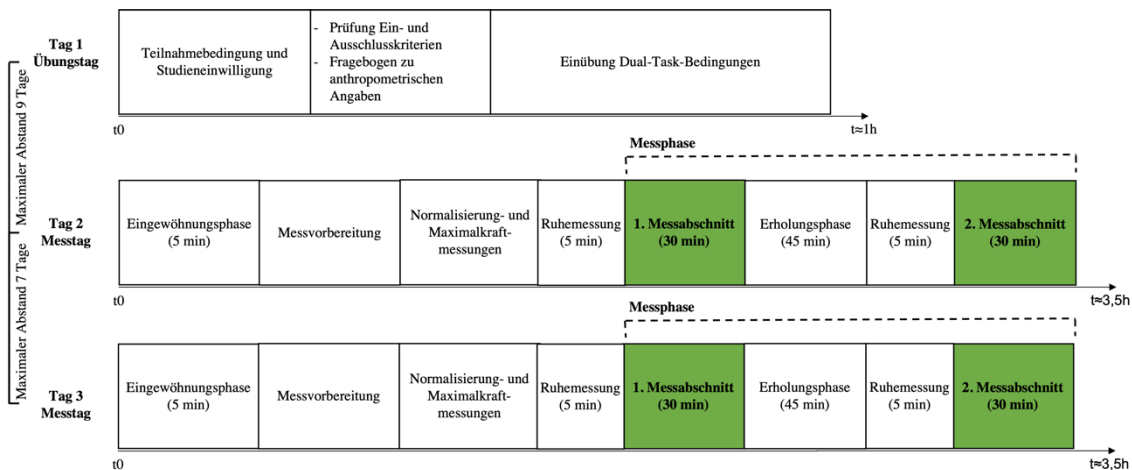 Tag 1
Übungstag
Teilnahmebedingung und
Studieneinwilligung
- Prüfung Ein- und
Ausschlusskriterien
- Fragebogen zu
anthropometrischen
Angaben
Einübung Dual-Task-Bedingungen
t0
t≈1h
Maximaler Abstand 9 Tage
Messphase
Tag 2
Messtag
Eingewöhnungsphase
(5 min)
Messvorbereitung
Normalisierung- und
Maximalkraft-
messungen
Ruhemessung
(5 min)
1. Messabschnitt
(30 min)
Erholungsphase
(45 min)
Ruhemessung
(5 min)
2. Messabschnitt
(30 min)
t0
t≈3,5h
Maximaler Abstand 7 Tage
Messphase
Tag 3
Messtag
Eingewöhnungsphase
(5 min)
Messvorbereitung
Normalisierung- und
Maximalkraft-
messungen
Ruhemessung
(5 min)
1. Messabschnitt
(30 min)
Erholungsphase
(45 min)
Ruhemessung
(5 min)
2. Messabschnitt
(30 min)
t0
t≈3,5h